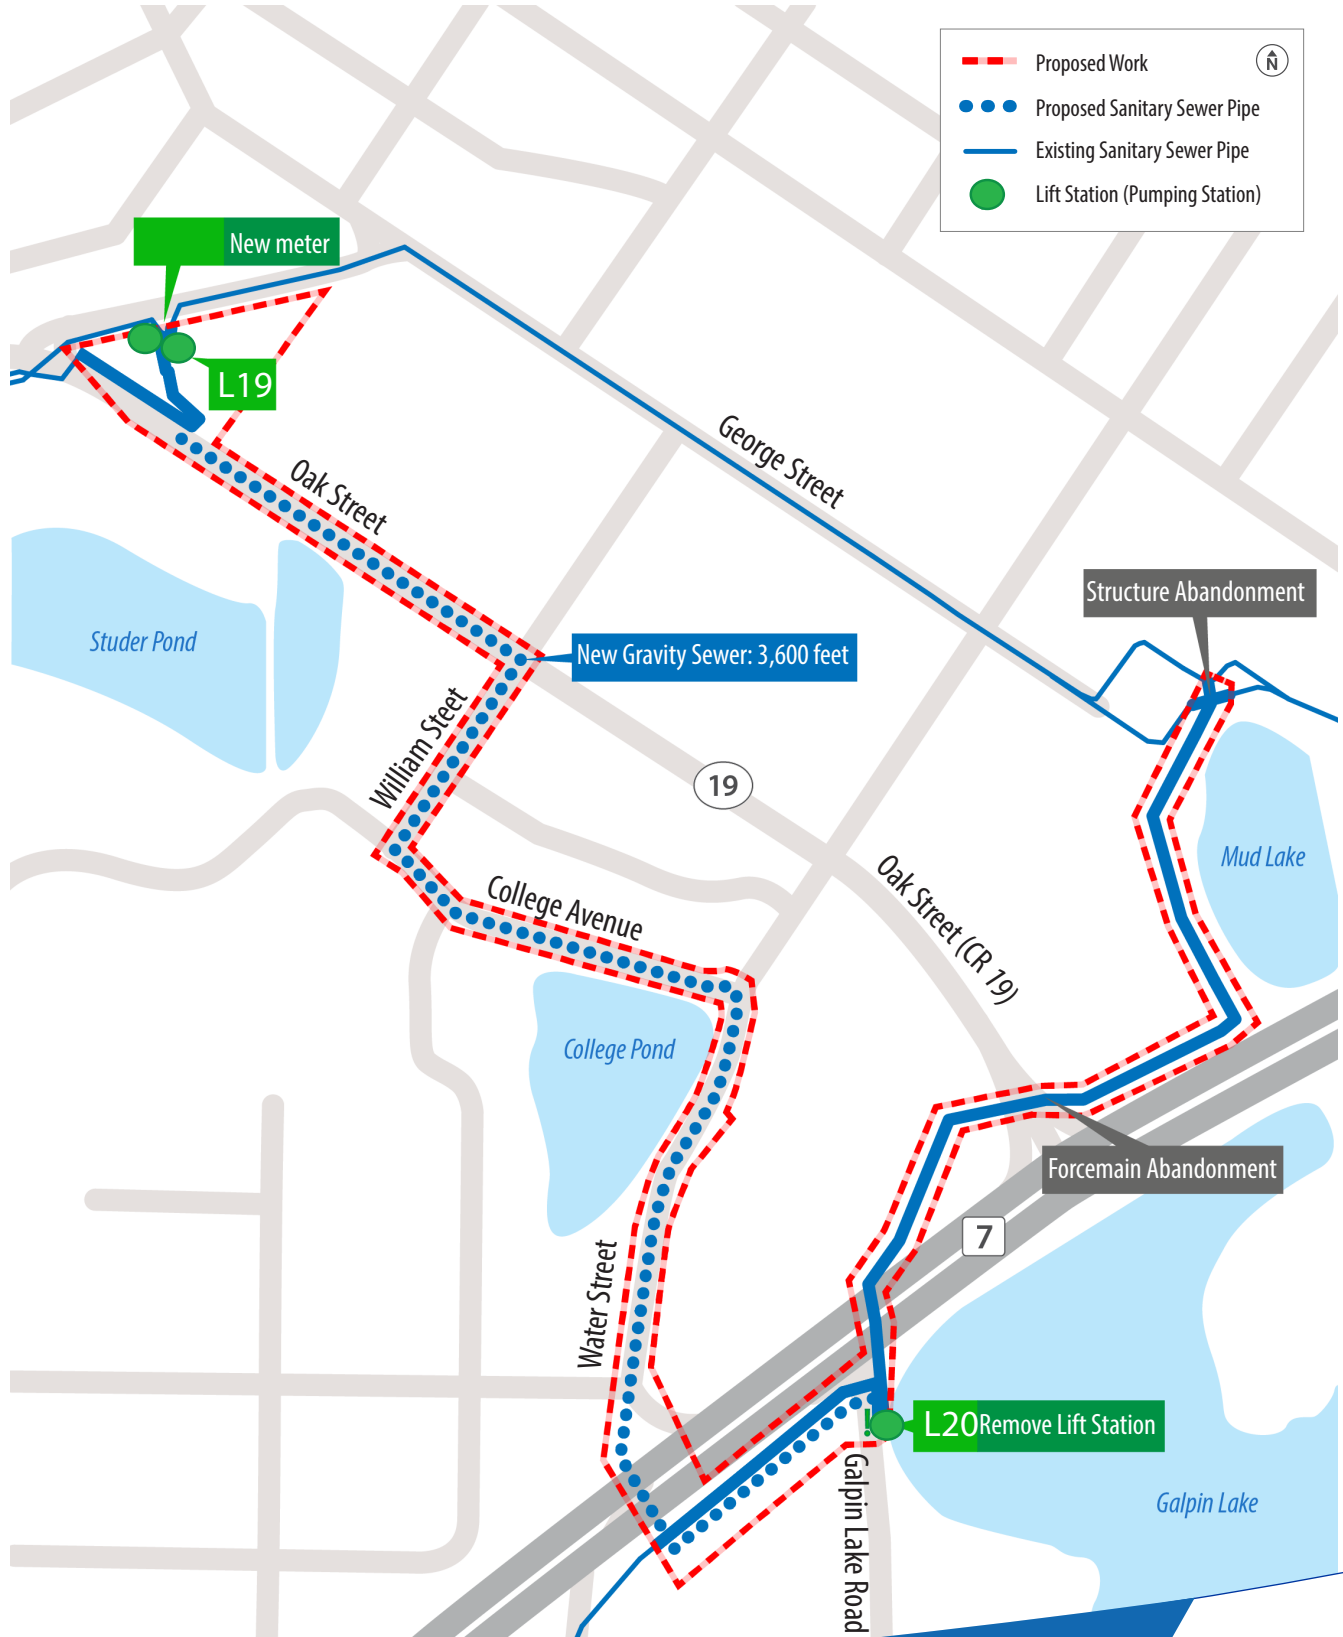 Proposed Work
N
Proposed Sanitary Sewer Pipe
Existing Sanitary Sewer Pipe
Lift Station (Pumping Station)
New meter
L19
George Street
Oak Street
Structure Abandonment
Studer Pond
New Gravity Sewer: 3,600 feet
William Steet
19
Mud Lake
Oak Street (CR 19)
College Avenue
College Pond
Forcemain Abandonment
7
Water Street
!
L20 Remove Lift Station
Galpin Lake Road
Galpin Lake